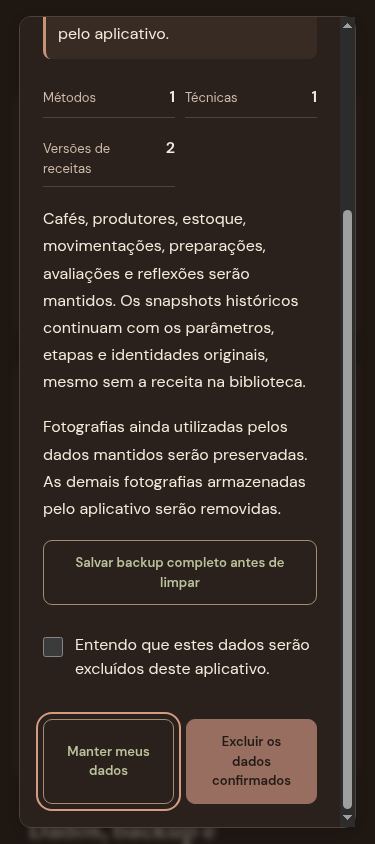 pelo aplicativo.
Métodos 1 Técnicas 1
Versões de 2
receitas
Cafés, produtores, estoque,
movimentações, preparações,
avaliações e reflexões serão
mantidos. Os snapshots históricos
continuam com os parâmetros,
etapas e identidades originais,
mesmo sem a receita na biblioteca.
Fotografias ainda utilizadas pelos
dados mantidos serão preservadas.
As demais fotografias armazenadas
pelo aplicativo serão removidas.
Salvar backup completo antes de
limpar
Entendo que estes dados serão
excluídos deste aplicativo.
Manter meus
dados
Excluir os
dados
confirmados